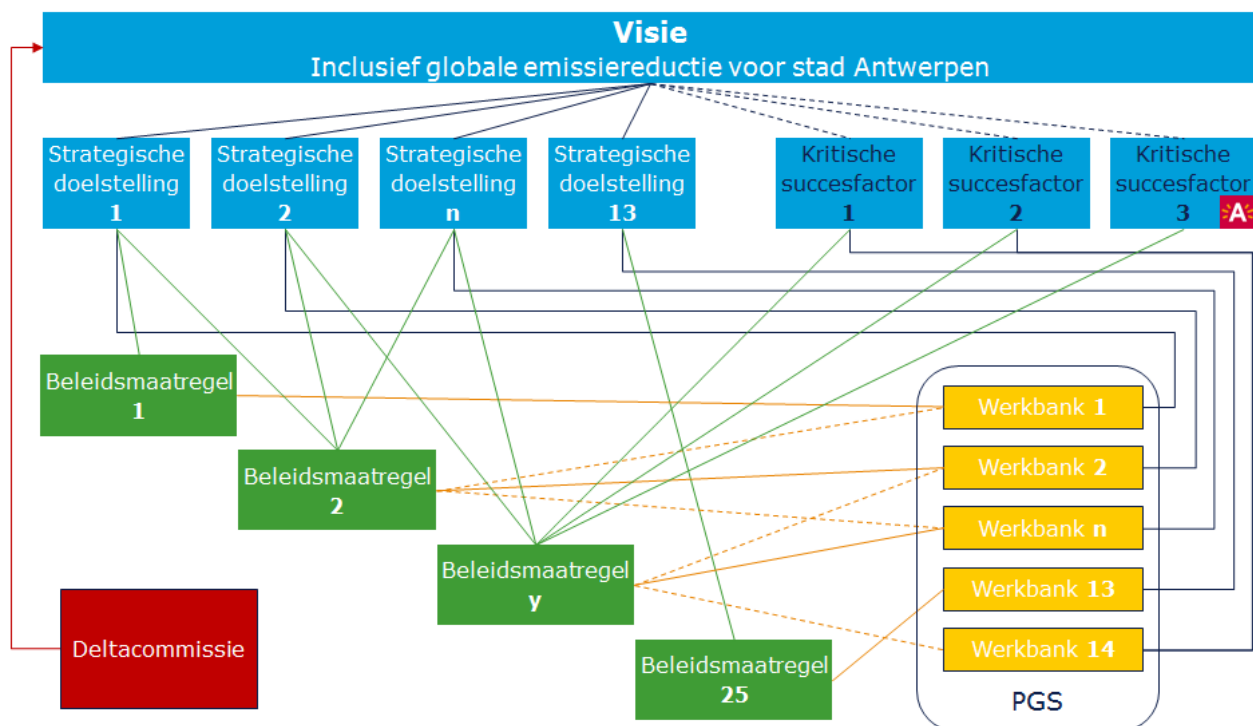 Visie
Inclusief globale emissiereductie voor stad Antwerpen
Strategische
doelstelling
1
Strategische
doelstelling
2
Strategische
doelstelling
n
Strategische
doelstelling
13
Kritische
succesfactor
1
Kritische
succesfactor
2
Kritische
succesfactor
3
A
Beleidsmaatregel
1
Beleidsmaatregel
2
Beleidsmaatregel
y
Beleidsmaatregel
25
Werkbank 1
Werkbank 2
Werkbank n
Werkbank 13
Werkbank 14
PGS
Deltacommissie